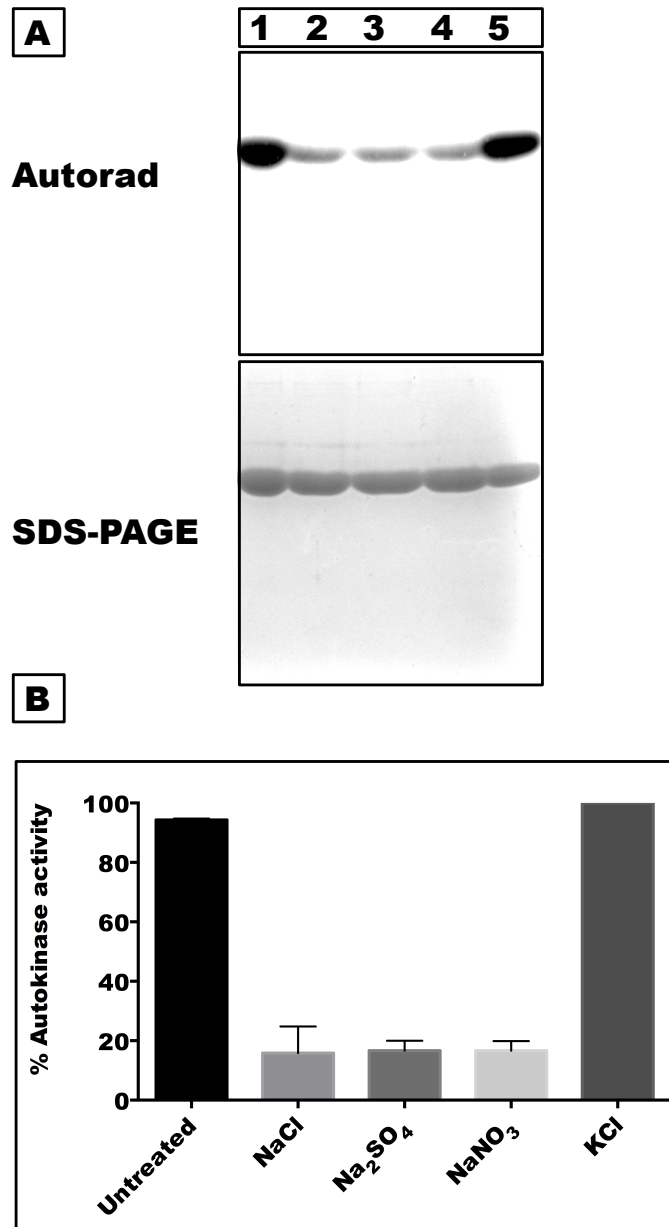 A
1 2 3 4 5
Autorad
SDS-PAGE
B
% Autokinase activity
100
80
60
40
20
0
Untreated
NaCl
Na₂SO₄
NaNO₃
KCl